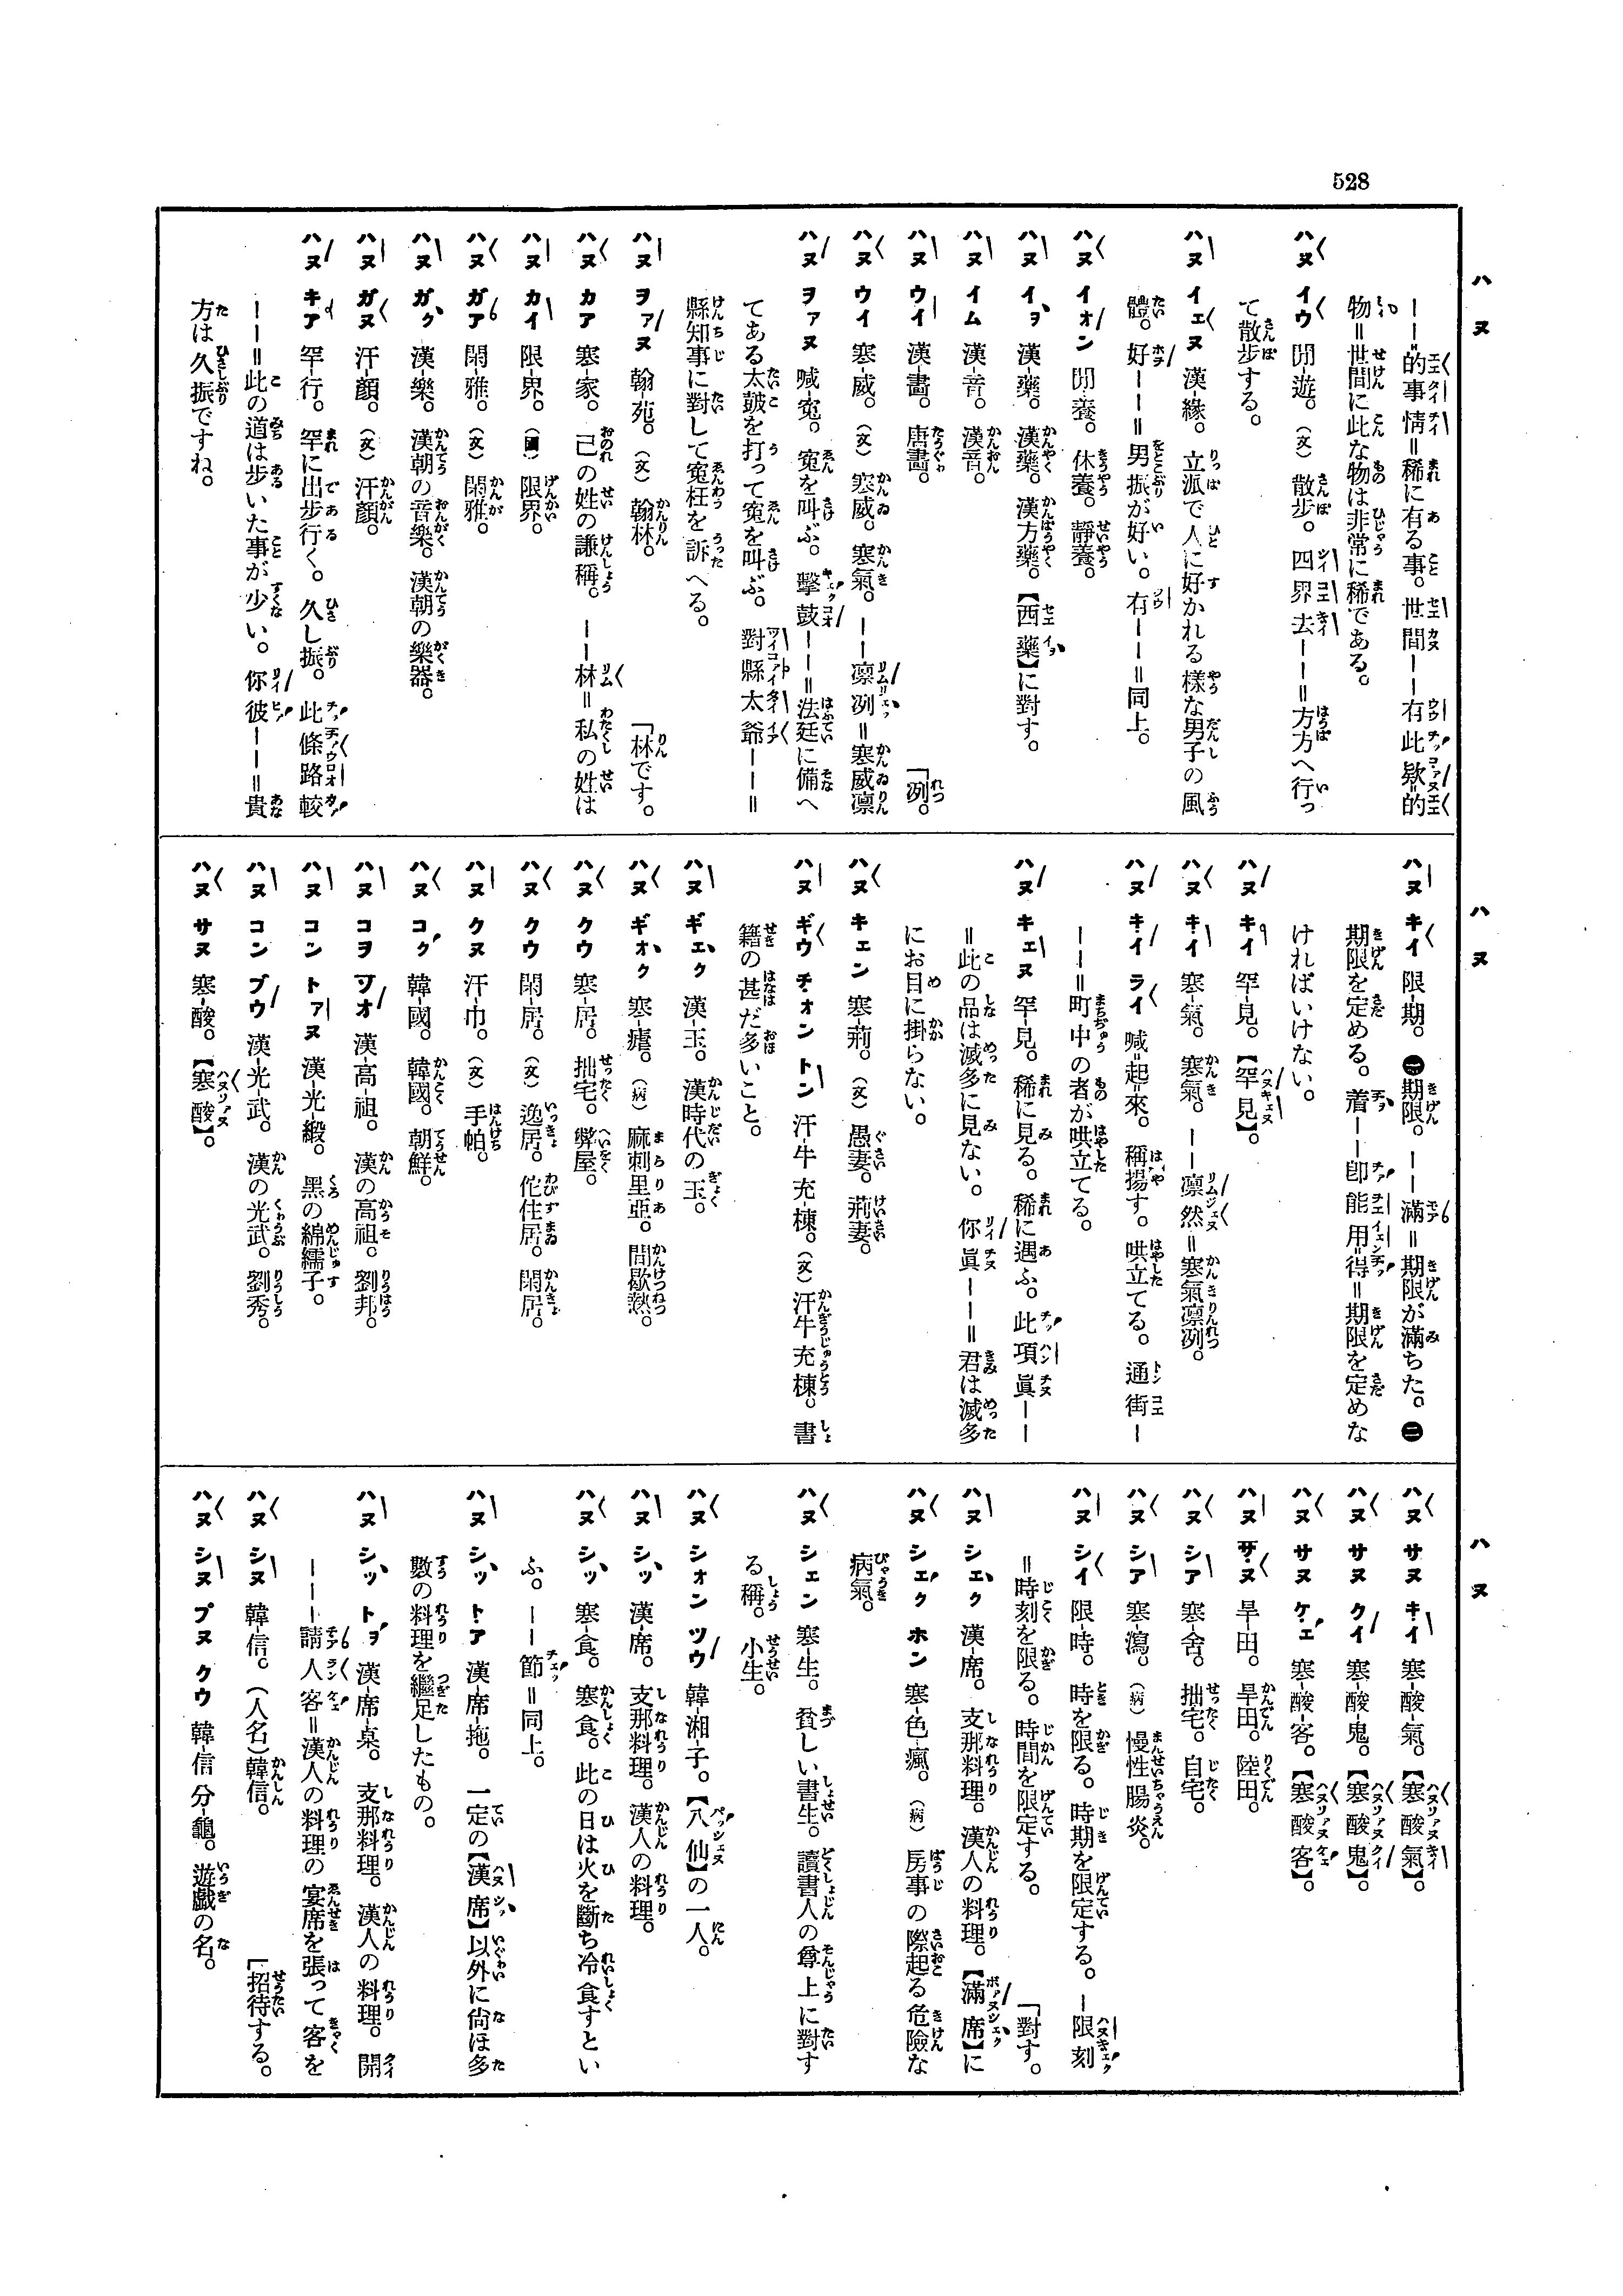 528
ハヌ
――的事情＝稀に有る事。世間――有此欵的
物＝世間に此な物は非常に稀である。
ハヌ イウ 閒-遊。（文）散步。四界去――＝方方へ行っ
て散步する。
ハヌ イェヌ 漢-緣。立派で人に好かれる樣な男子の風
體。好――＝男振が好い。有――＝同上。
ハヌ イォン 閒-養。休養。靜養。
ハヌ イヲ 漢-藥。漢藥。漢方藥。【西藥】に對す。
ハヌ イム 漢-音。漢音。
ハヌ ウイ 漢-畵。唐畵。
ハヌ ウイ 寒-威。（文）寒威。寒氣。――凛冽＝寒威凛
「冽。
ハヌ ヲァヌ 喊-寃。寃を叫ぶ。擊鼓――＝法廷に備へ
てある太皷を打って寃を叫ぶ。對縣太爺――＝
縣知事に對して寃枉を訴へる。
ハヌ ヲァヌ 翰-苑。（文）翰林。
「林です。
ハヌ カア 寒-家。己の姓の謙稱。――林＝私の姓は
ハヌ カイ 限-界。（國）限界。
ハヌ ガア 閑-雅。（文）閑雅。
ハヌ ガク 漢-樂。漢朝の音樂。漢朝の樂器。
ハヌ ガヌ 汗-顏。（文）汗顏。
ハヌ キア 罕-行。罕に出步行く。久し振。此條路較
――＝此の道は步いた事が少い。你彼――＝貴
方は久振ですね。
ハヌ
ハヌ キイ 限-期。㊀期限。――滿＝期限が滿ちた。㊁
期限を定める。着――卽能用得＝期限を定めな
ければいけない。
ハヌ キイ 罕-見。【罕見】。
ハヌ キイ 寒-氣。寒氣。――凛然＝寒氣凛冽。
ハヌ キイ ライ 喊-起-來。稱揚す。哄立てる。通街―
――＝町中の者が哄立てる。
ハヌ キェヌ 罕-見。稀に見る。稀に遇ふ。此項眞――
＝此の品は滅多に見ない。你眞――＝君は滅多
にお目に掛らない。
ハヌ キェン 寒-荊。（文）愚妻。荊妻。
ハヌ ギウ チォン トン 汗-牛充-棟。（文）汗牛充棟。書
籍の甚だ多いこと。
ハヌ ギェク 漢-玉。漢時代の玉。
ハヌ ギォク 寒-瘧。（病）麻刺里亞。間歇熱。
ハヌ クウ 寒-居。拙宅。弊屋。
ハヌ クウ 閑-居。（文）逸居。佗住居。閑居。
ハヌ クヌ 汗-巾。（文）手帕。
ハヌ コク 韓-國。韓國。朝鮮。
ハヌ コヲ ツオ 漢-高-祖。漢の高祖。劉邦。
ハヌ コン トァヌ 漢-光-緞。黑の綿繻子。
ハヌ コン ブウ 漢-光-武。漢の光武。劉秀。
ハヌ サヌ 寒-酸。【寒酸】。
ハヌ
ハヌ サヌ キイ 寒-酸-氣。【寒酸氣】。
ハヌ サヌ クイ 寒-酸-鬼。【寒酸鬼】。
ハヌ サヌ ケェ 寒-酸-客。【寒酸客】。
ハヌ ザヌ 旱-田。旱田。陸田。
ハヌ シア 寒-舍。拙宅。自宅。
ハヌ シア 寒-瀉。（病）慢性腸炎。
ハヌ シイ 限-時。時を限る。時期を限定する。―限刻
＝時刻を限る。時間を限定する。
「對す。
ハヌ シェク 漢-席。支那料理。漢人の料理。【滿席】に
ハヌ シェク ホン 寒-色-瘋。（病）房事の際起る危險な
病氣。
ハヌ シェン 寒-生。貧しい書生。讀書人の尊上に對す
る稱。小生。
ハヌ シオン ツウ 韓-湘-子。【八仙】の一人。
ハヌ シッ 漢-席。支那料理。漢人の料理。
ハヌ シッ 寒-食。寒食。此の日は火を斷ち冷食すとい
ふ。――節＝同上。
ハヌ シッ トア 漢-席-拖。一定の【漢席】以外に尙ほ多
數の料理を繼足したもの。
ハヌ シッ トヲ 漢-席-桌。支那料理。漢人の料理。開
―――請人客＝漢人の料理の宴席を張って客を
「招待する。
ハヌ シヌ 韓-信。（人名）韓信。
ハヌ シヌ プヌ クウ 韓-信分-龜。遊戲の名。